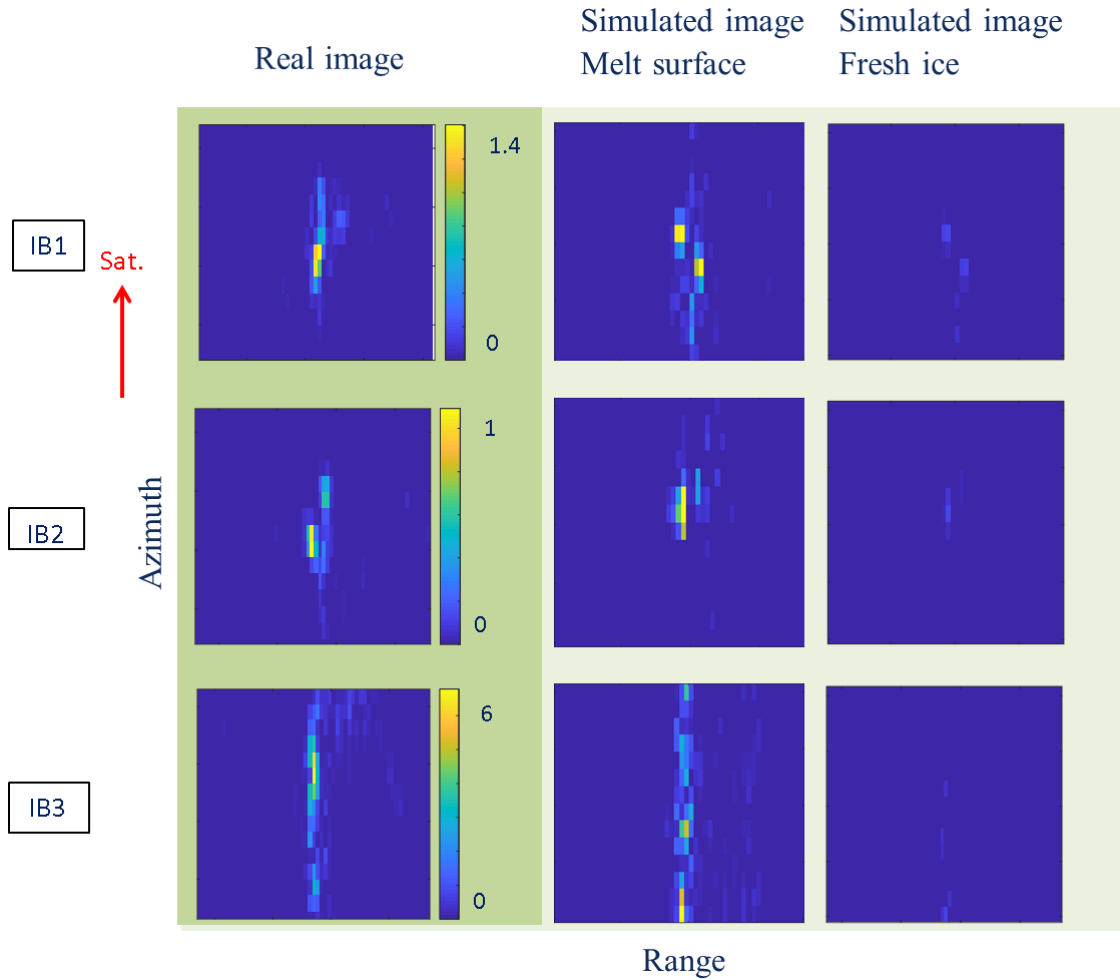 Real image
Simulated image
Melt surface
Simulated image
Fresh ice
IB1
Sat.
1.4
0
IB2
Azimuth
1
0
IB3
6
0
Range